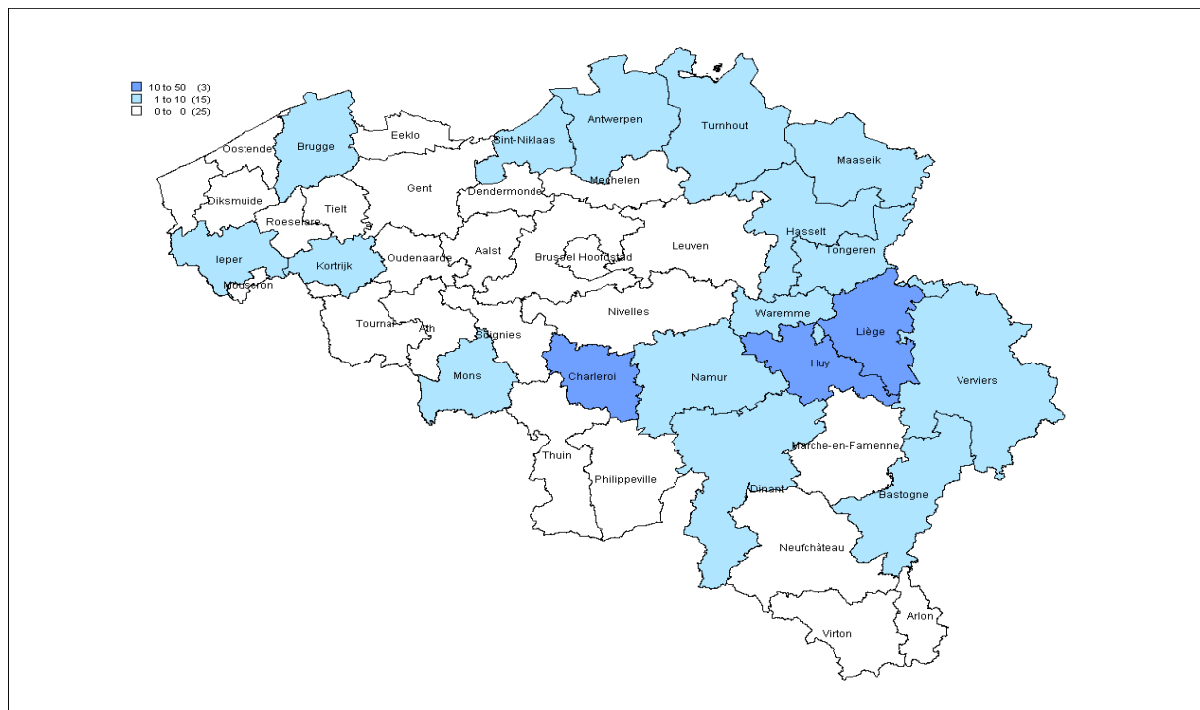 10 to 50 (3)
1 to 10 (15)
0 to 0 (25)
Antwerpen
Turnhout
Eeklo
Sint-Niklaas
Brugge
Oostende
Maaseik
Mechelen
Gent
Dendermonde
Diksmuide
Tielt
Roeselare
Hasselt
Leuven
Aalst
Tongeren
Brussel Hoofdstad
Ieper
Kortrijk
Oudenaarde
Mouscron
Nivelles
Waremme
Tournai
Ath
Soignies
Liège
Huy
Mons
Charleroi
Namur
Verviers
Marche-en-Famenne
Thuin
Philippeville
Dinant
Bastogne
Neufchâteau
Arlon
Virton